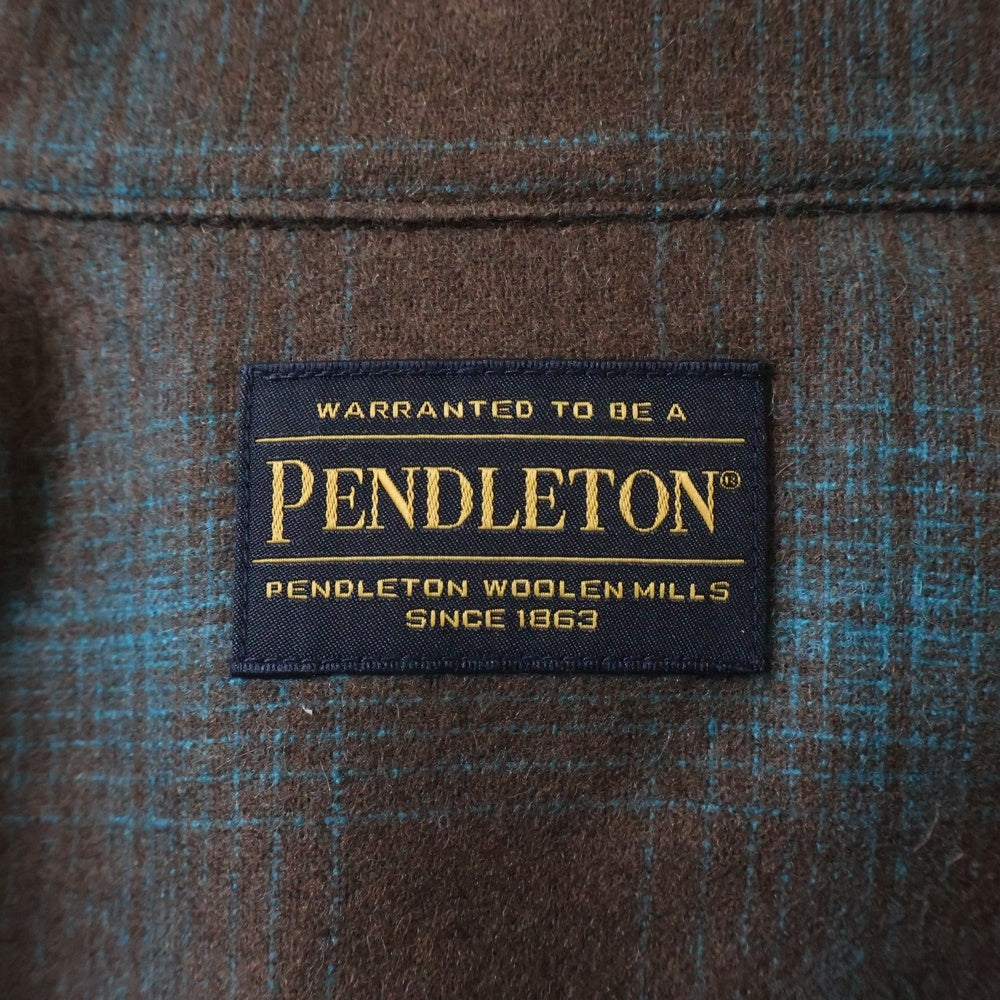 WARRANTED TO BE A
PENDLETON®
PENDLETON WOOLEN MILLS
SINCE 1863